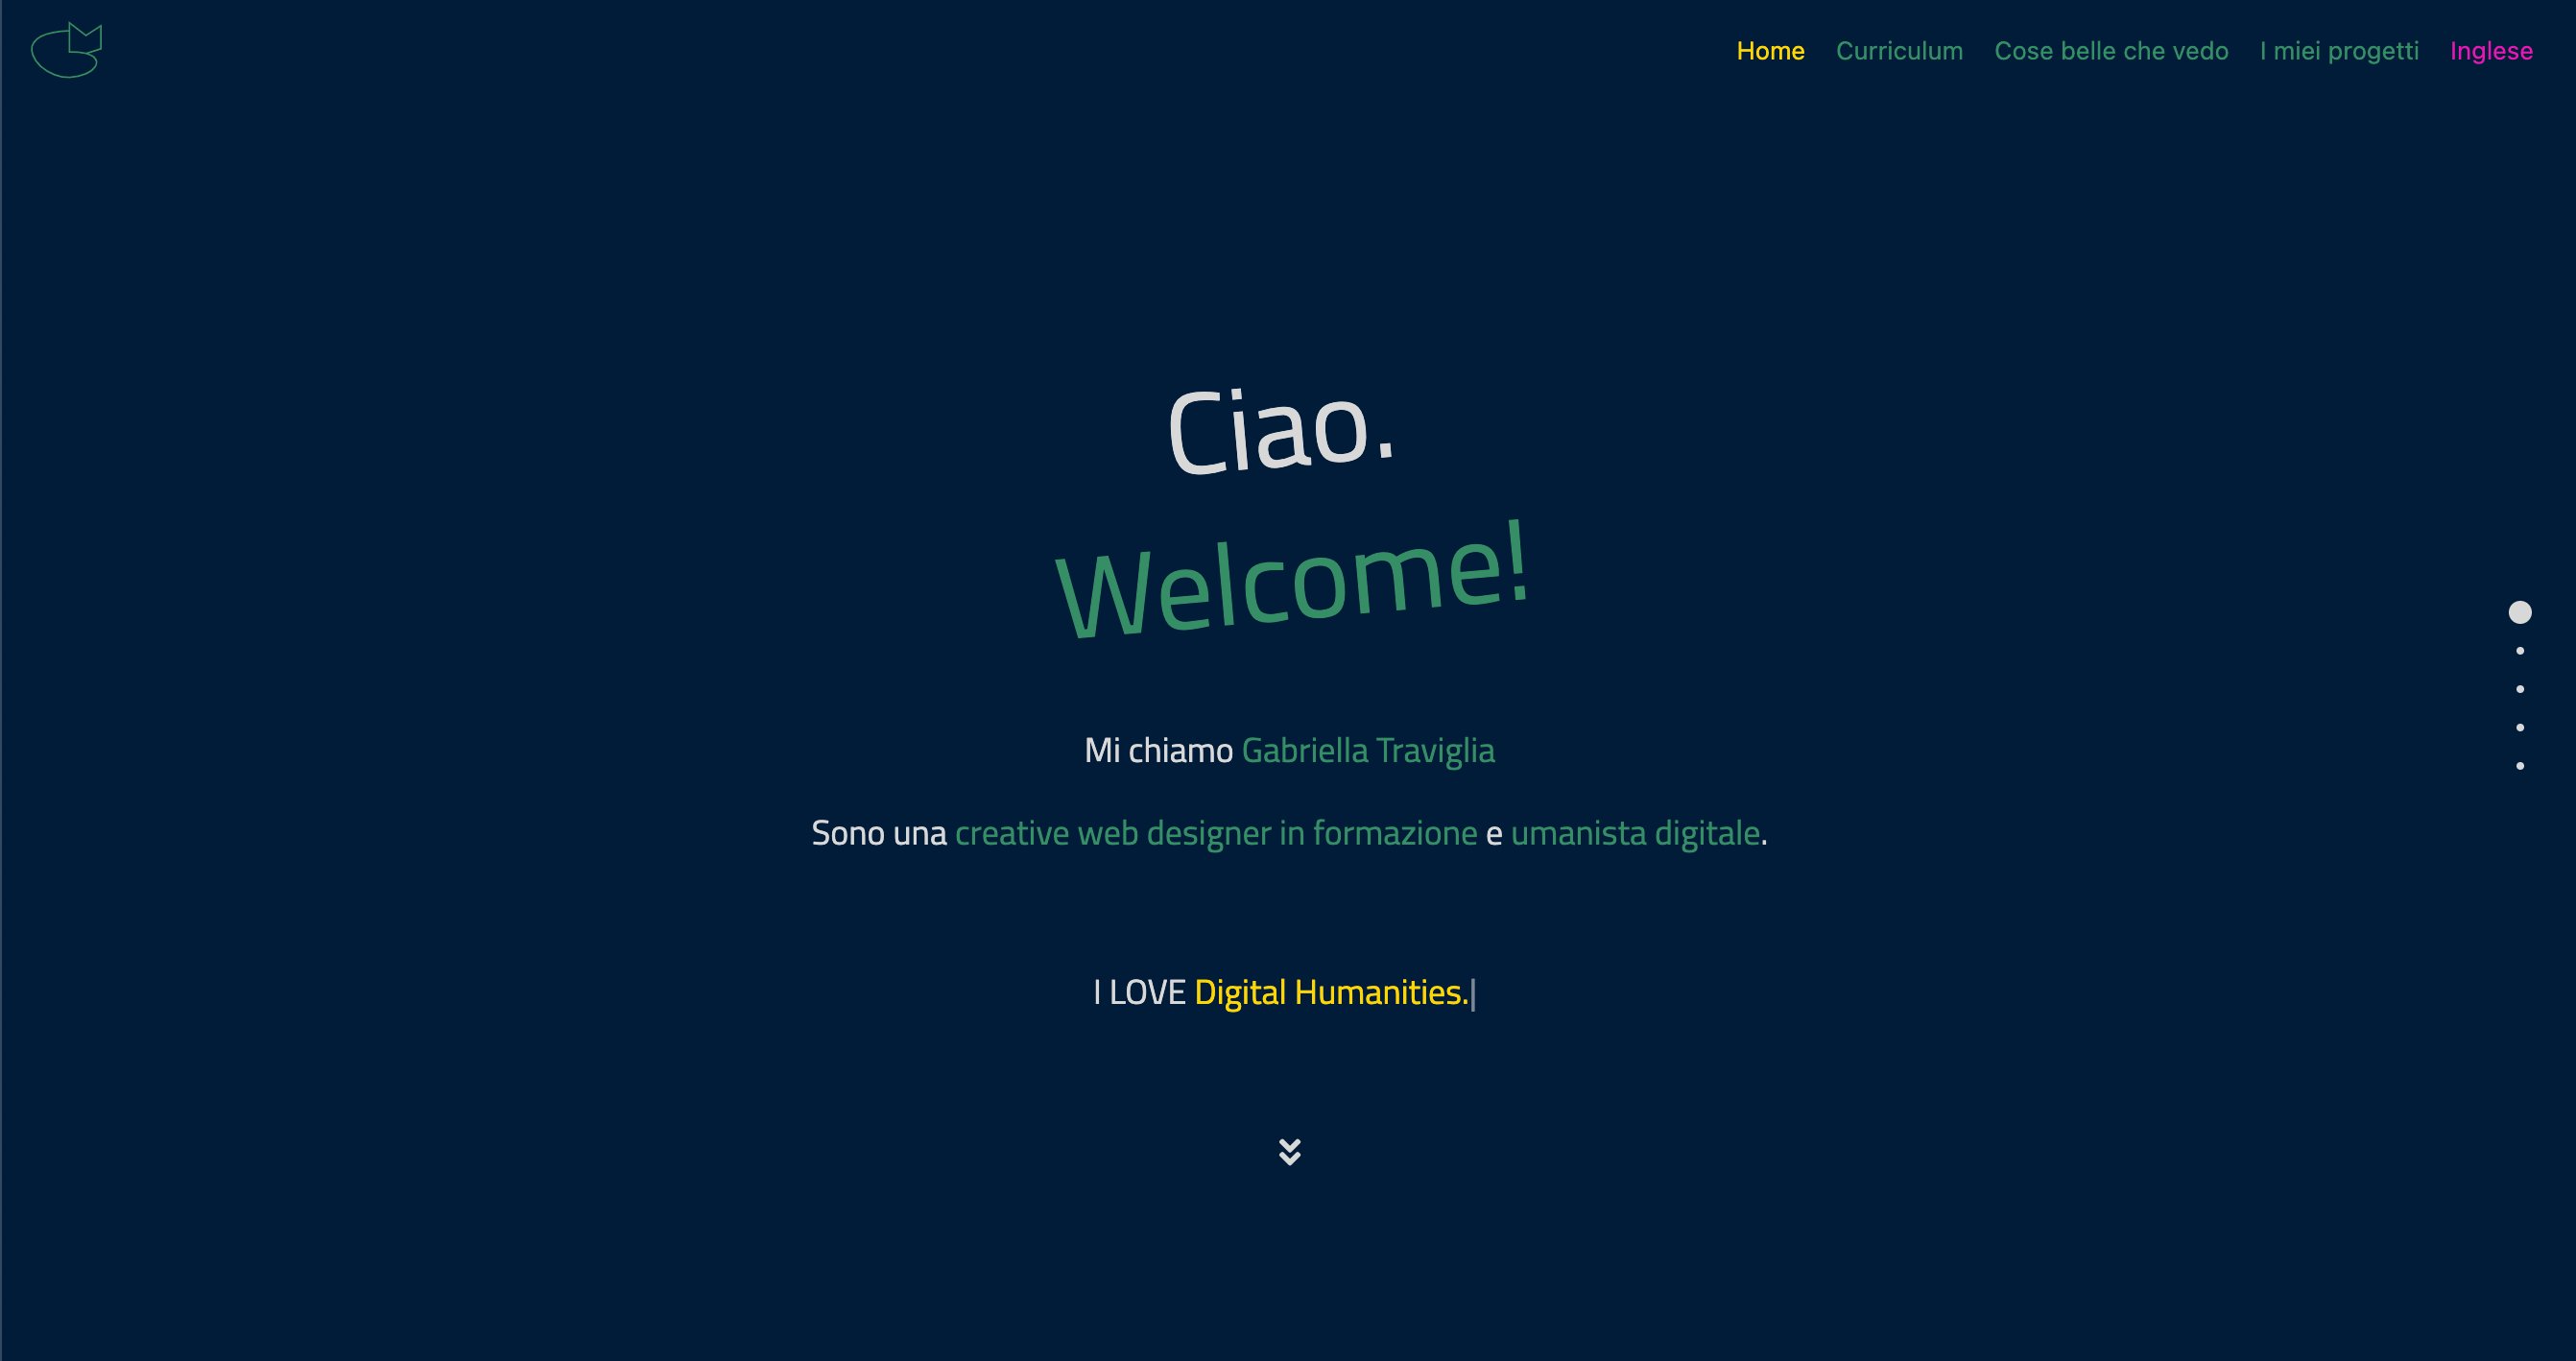 Home Curriculum Cose belle che vedo I miei progetti Inglese
Ciao.
Welcome!
Mi chiamo Gabriella Traviglia
Sono una creative web designer in formazione e umanista digitale.
I LOVE Digital Humanities.|